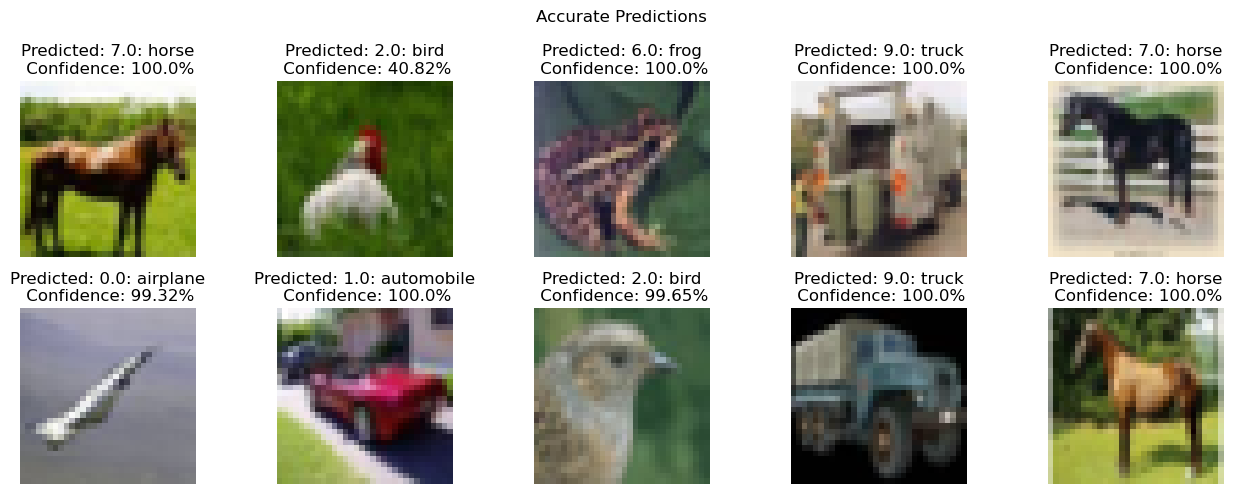 Accurate Predictions
Predicted: 7.0: horse
Confidence: 100.0%
Predicted: 2.0: bird
Confidence: 40.82%
Predicted: 6.0: frog
Confidence: 100.0%
Predicted: 9.0: truck
Confidence: 100.0%
Predicted: 7.0: horse
Confidence: 100.0%
Predicted: 0.0: airplane
Confidence: 99.32%
Predicted: 1.0: automobile
Confidence: 100.0%
Predicted: 2.0: bird
Confidence: 99.65%
Predicted: 9.0: truck
Confidence: 100.0%
Predicted: 7.0: horse
Confidence: 100.0%